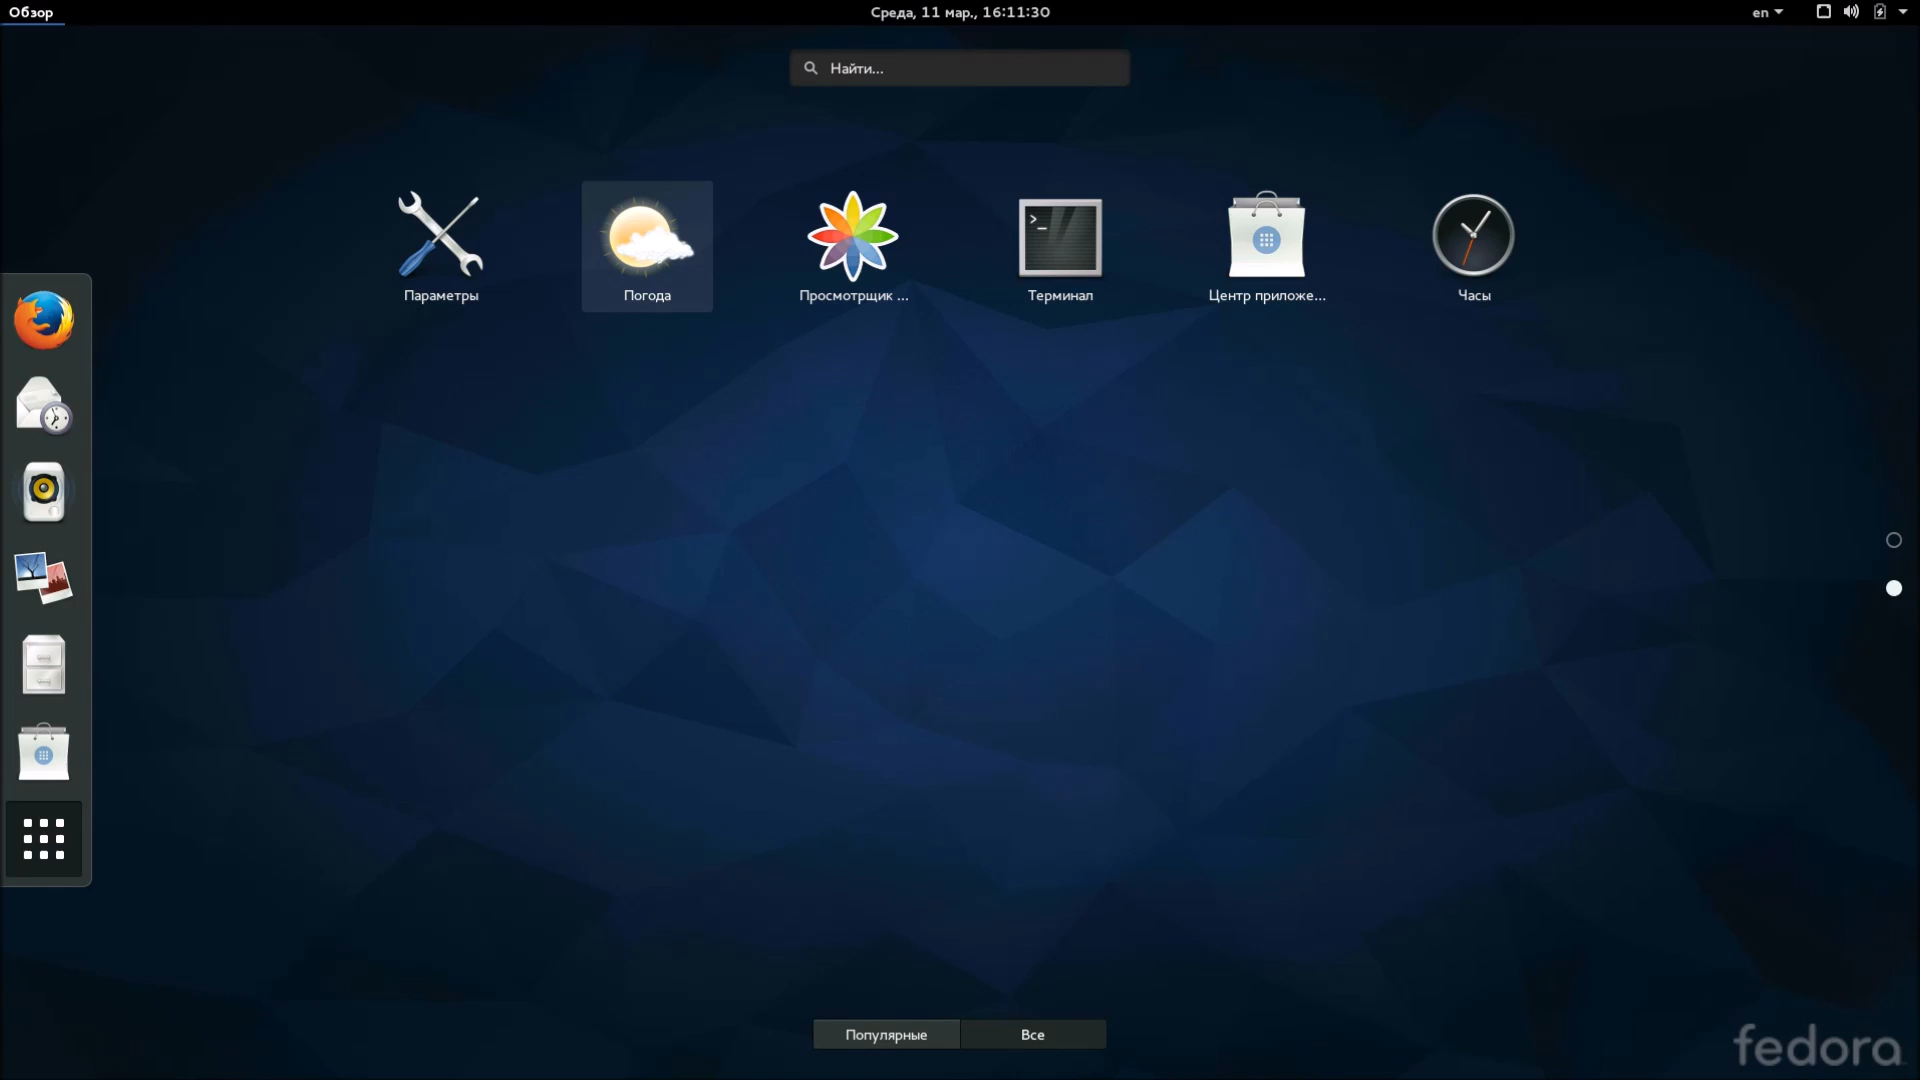 Обзор
Среда, 11 мар., 16:11:30
en
Найти...
Параметры
Погода
Просмотрщик ...
Терминал
Центр приложе...
Часы
>_
Популярные
Все
fedora